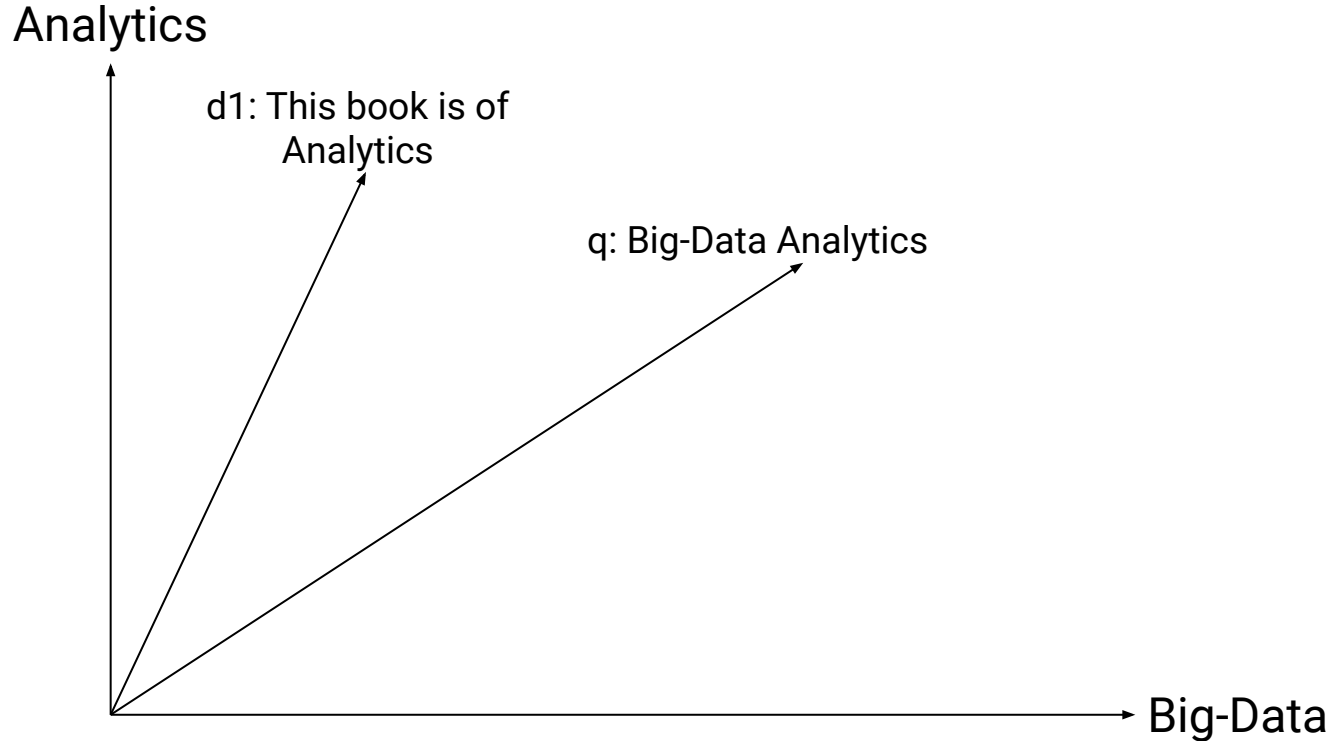 Analytics
d1: This book is of
Analytics
q: Big-Data Analytics
Big-Data